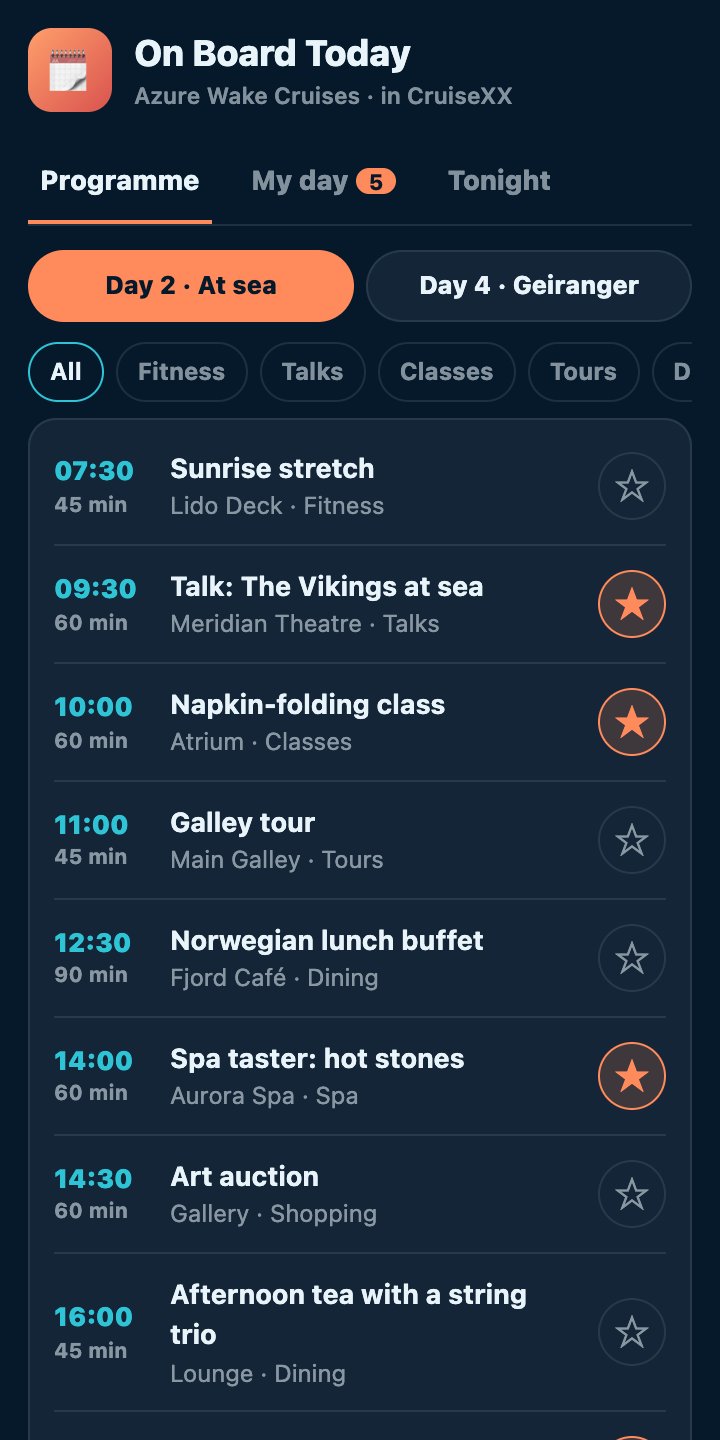 On Board Today
Azure Wake Cruises · in CruiseXX
Programme
My day 5
Tonight
Day 2 · At sea
Day 4 · Geiranger
All
Fitness
Talks
Classes
Tours
D
07:30
45 min
Sunrise stretch
Lido Deck · Fitness
09:30
60 min
Talk: The Vikings at sea
Meridian Theatre · Talks
10:00
60 min
Napkin-folding class
Atrium · Classes
11:00
45 min
Galley tour
Main Galley · Tours
12:30
90 min
Norwegian lunch buffet
Fjord Café · Dining
14:00
60 min
Spa taster: hot stones
Aurora Spa · Spa
14:30
60 min
Art auction
Gallery · Shopping
16:00
45 min
Afternoon tea with a string
trio
Lounge · Dining